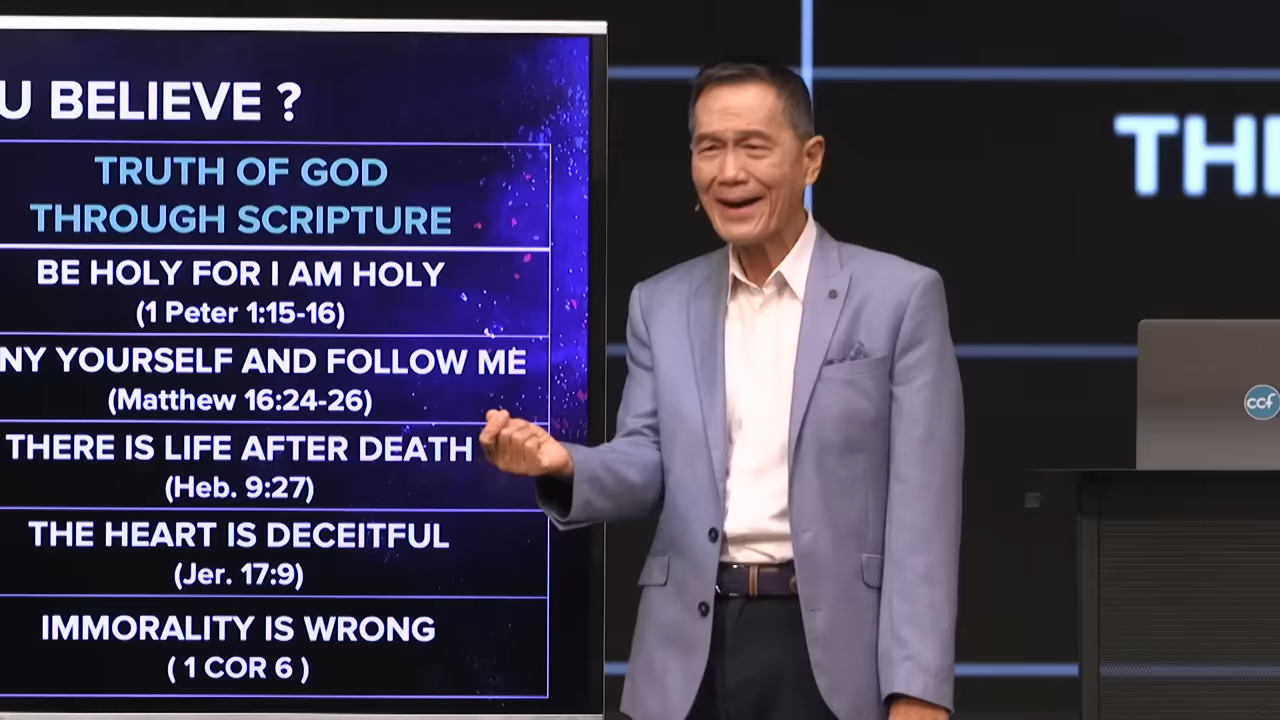 U BELIEVE ?
TRUTH OF GOD
THROUGH SCRIPTURE
BE HOLY FOR I AM HOLY
(1 Peter 1:15-16)
NY YOURSELF AND FOLLOW ME
(Matthew 16:24-26)
THERE IS LIFE AFTER DEATH
(Heb. 9:27)
THE HEART IS DECEITFUL
(Jer. 17:9)
IMMORALITY IS WRONG
( 1 COR 6 )
TH
ccf